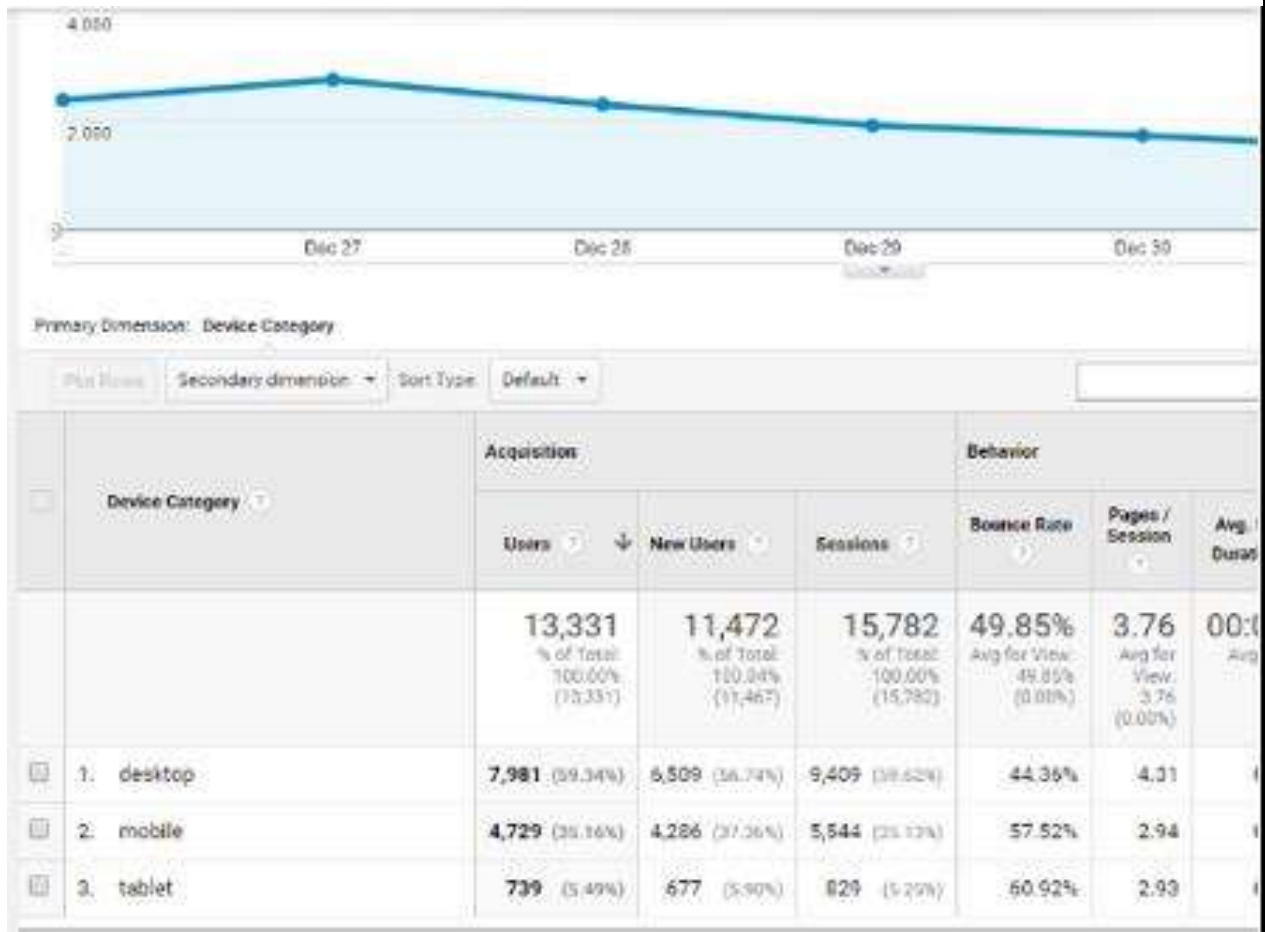 4,000
2,000
Dec 27 Dec 28 Dec 29 Dec 30
Primary Dimension: Device Category
Plot Rows Secondary dimension Sort Type: Default
Acquisition Behavior
Device Category ? Users ? New Users ? Sessions ? Bounce Rate ? Pages / Session ? Avg. Durati
13,331 11,472 15,782 49.85% 3.76 00:0
% of Total: % of Total: % of Total: Avg for View: Avg for View: Avg
100.00% 100.04% 100.00% 49.85% 3.76
(13,331) (11,467) (15,782) (0.00%) (0.00%)
1. desktop 7,981 (59.34%) 6,509 (56.74%) 9,409 (59.62%) 44.36% 4.31
2. mobile 4,729 (35.16%) 4,286 (37.36%) 5,544 (35.13%) 57.52% 2.94
3. tablet 739 (5.49%) 677 (5.90%) 829 (5.25%) 60.92% 2.93